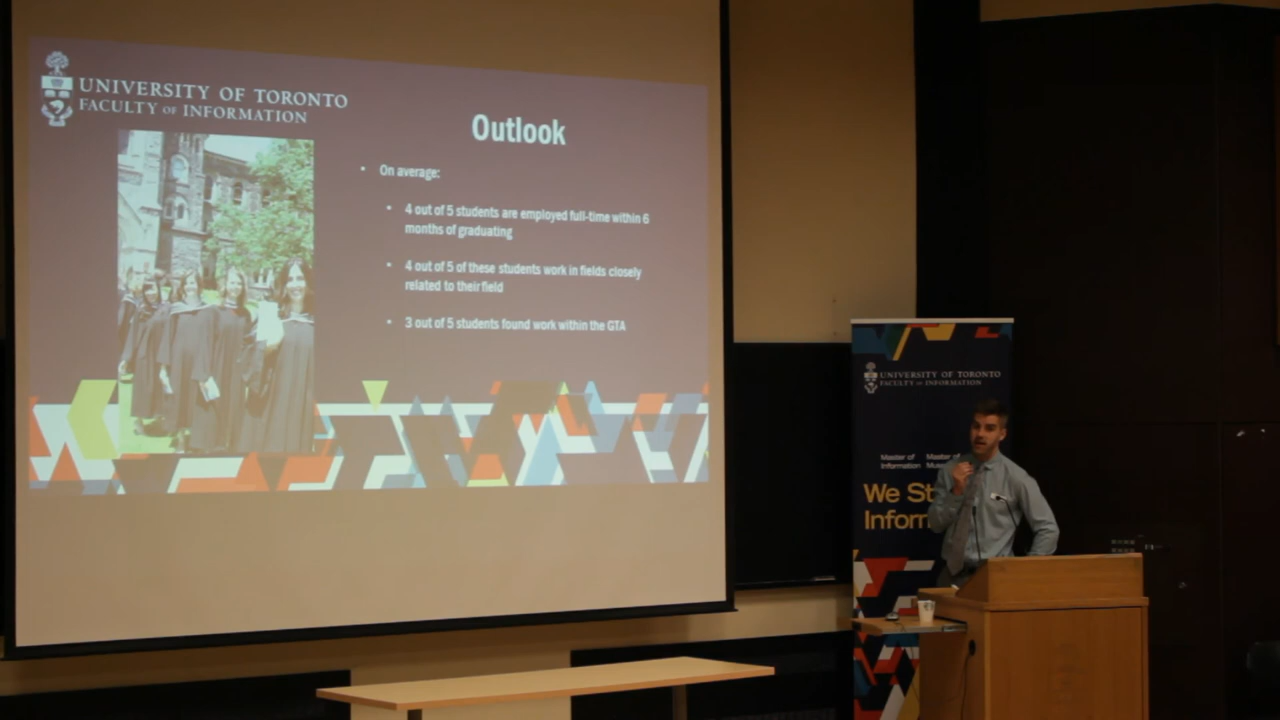 UNIVERSITY OF TORONTO
FACULTY OF INFORMATION
Outlook
• On average:
• 4 out of 5 students are employed full-time within 6
months of graduating
• 4 out of 5 of these students work in fields closely
related to their field
• 3 out of 5 students found work within the GTA
UNIVERSITY OF TORONTO
FACULTY OF INFORMATION
Master of
Information
Master of
We St
Inform